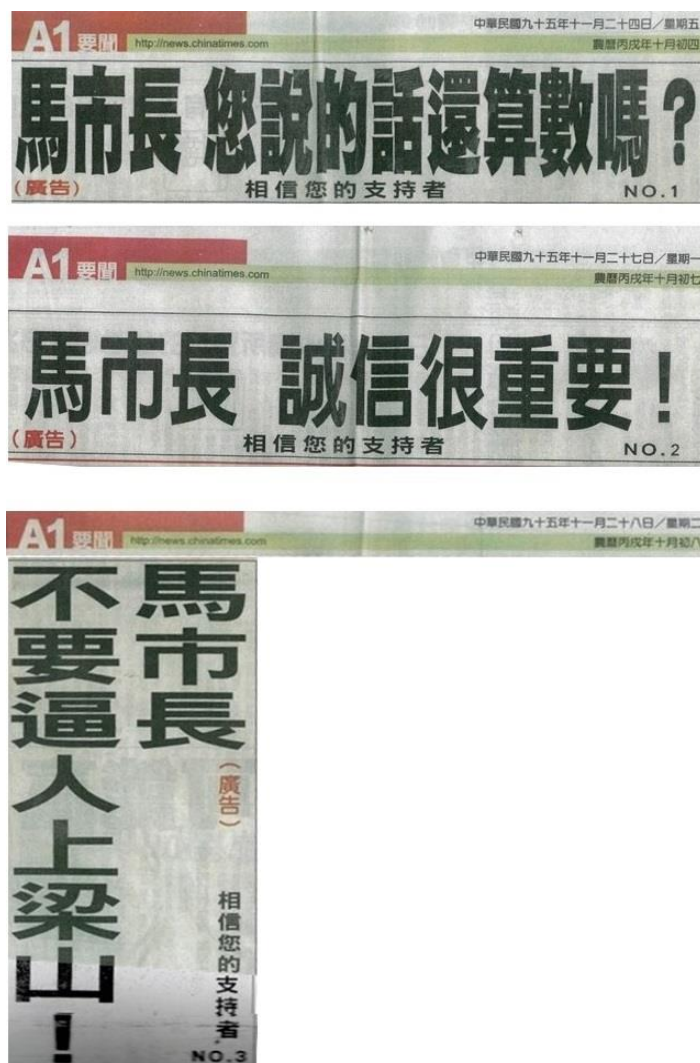 A1 要聞 http://news.chinatimes.com
中華民國九十五年十一月二十四日/星期五
農曆丙戌年十月初四
馬市長 您說的話還算數嗎?
(廣告) 相信您的支持者 NO.1
A1 要聞 http://news.chinatimes.com
中華民國九十五年十一月二十七日/星期一
農曆丙戌年十月初七
馬市長 誠信很重要!
(廣告) 相信您的支持者 NO.2
A1 要聞 http://news.chinatimes.com
中華民國九十五年十一月二十八日/星期二
農曆丙戌年十月初八
馬市長
不要逼人上梁山!
(廣告)
相信您的支持者
NO.3